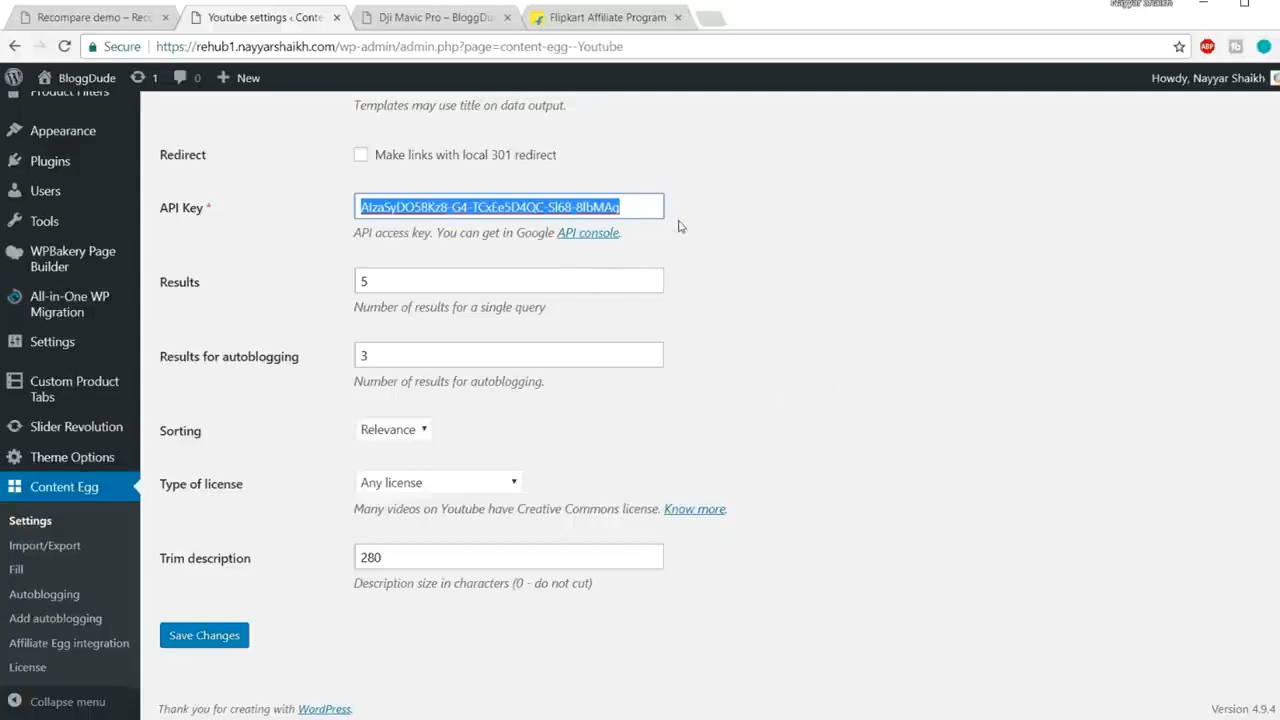 Nayyar Shaikh
Recompare demo – Reco
Youtube settings ‹ Conte
Dji Mavic Pro – BloggDu
Flipkart Affiliate Program
Secure
https://rehub1.nayyarshaikh.com/wp-admin/admin.php?page=content-egg--Youtube
BloggDude 1 0 New
Howdy, Nayyar Shaikh
Product Filters
Appearance
Plugins
Users
Tools
WPBakery Page
Builder
All-in-One WP
Migration
Settings
Custom Product
Tabs
Slider Revolution
Theme Options
Content Egg
Settings
Import/Export
Fill
Autoblogging
Add autoblogging
Affiliate Egg integration
License
Collapse menu
Templates may use title on data output.
Redirect
Make links with local 301 redirect
API Key *
API access key. You can get in Google API console.
Results
5
Number of results for a single query
Results for autoblogging
3
Number of results for autoblogging.
Sorting
Relevance
Type of license
Any license
Many videos on Youtube have Creative Commons license. Know more.
Trim description
280
Description size in characters (0 - do not cut)
Save Changes
Thank you for creating with WordPress.
Version 4.9.4